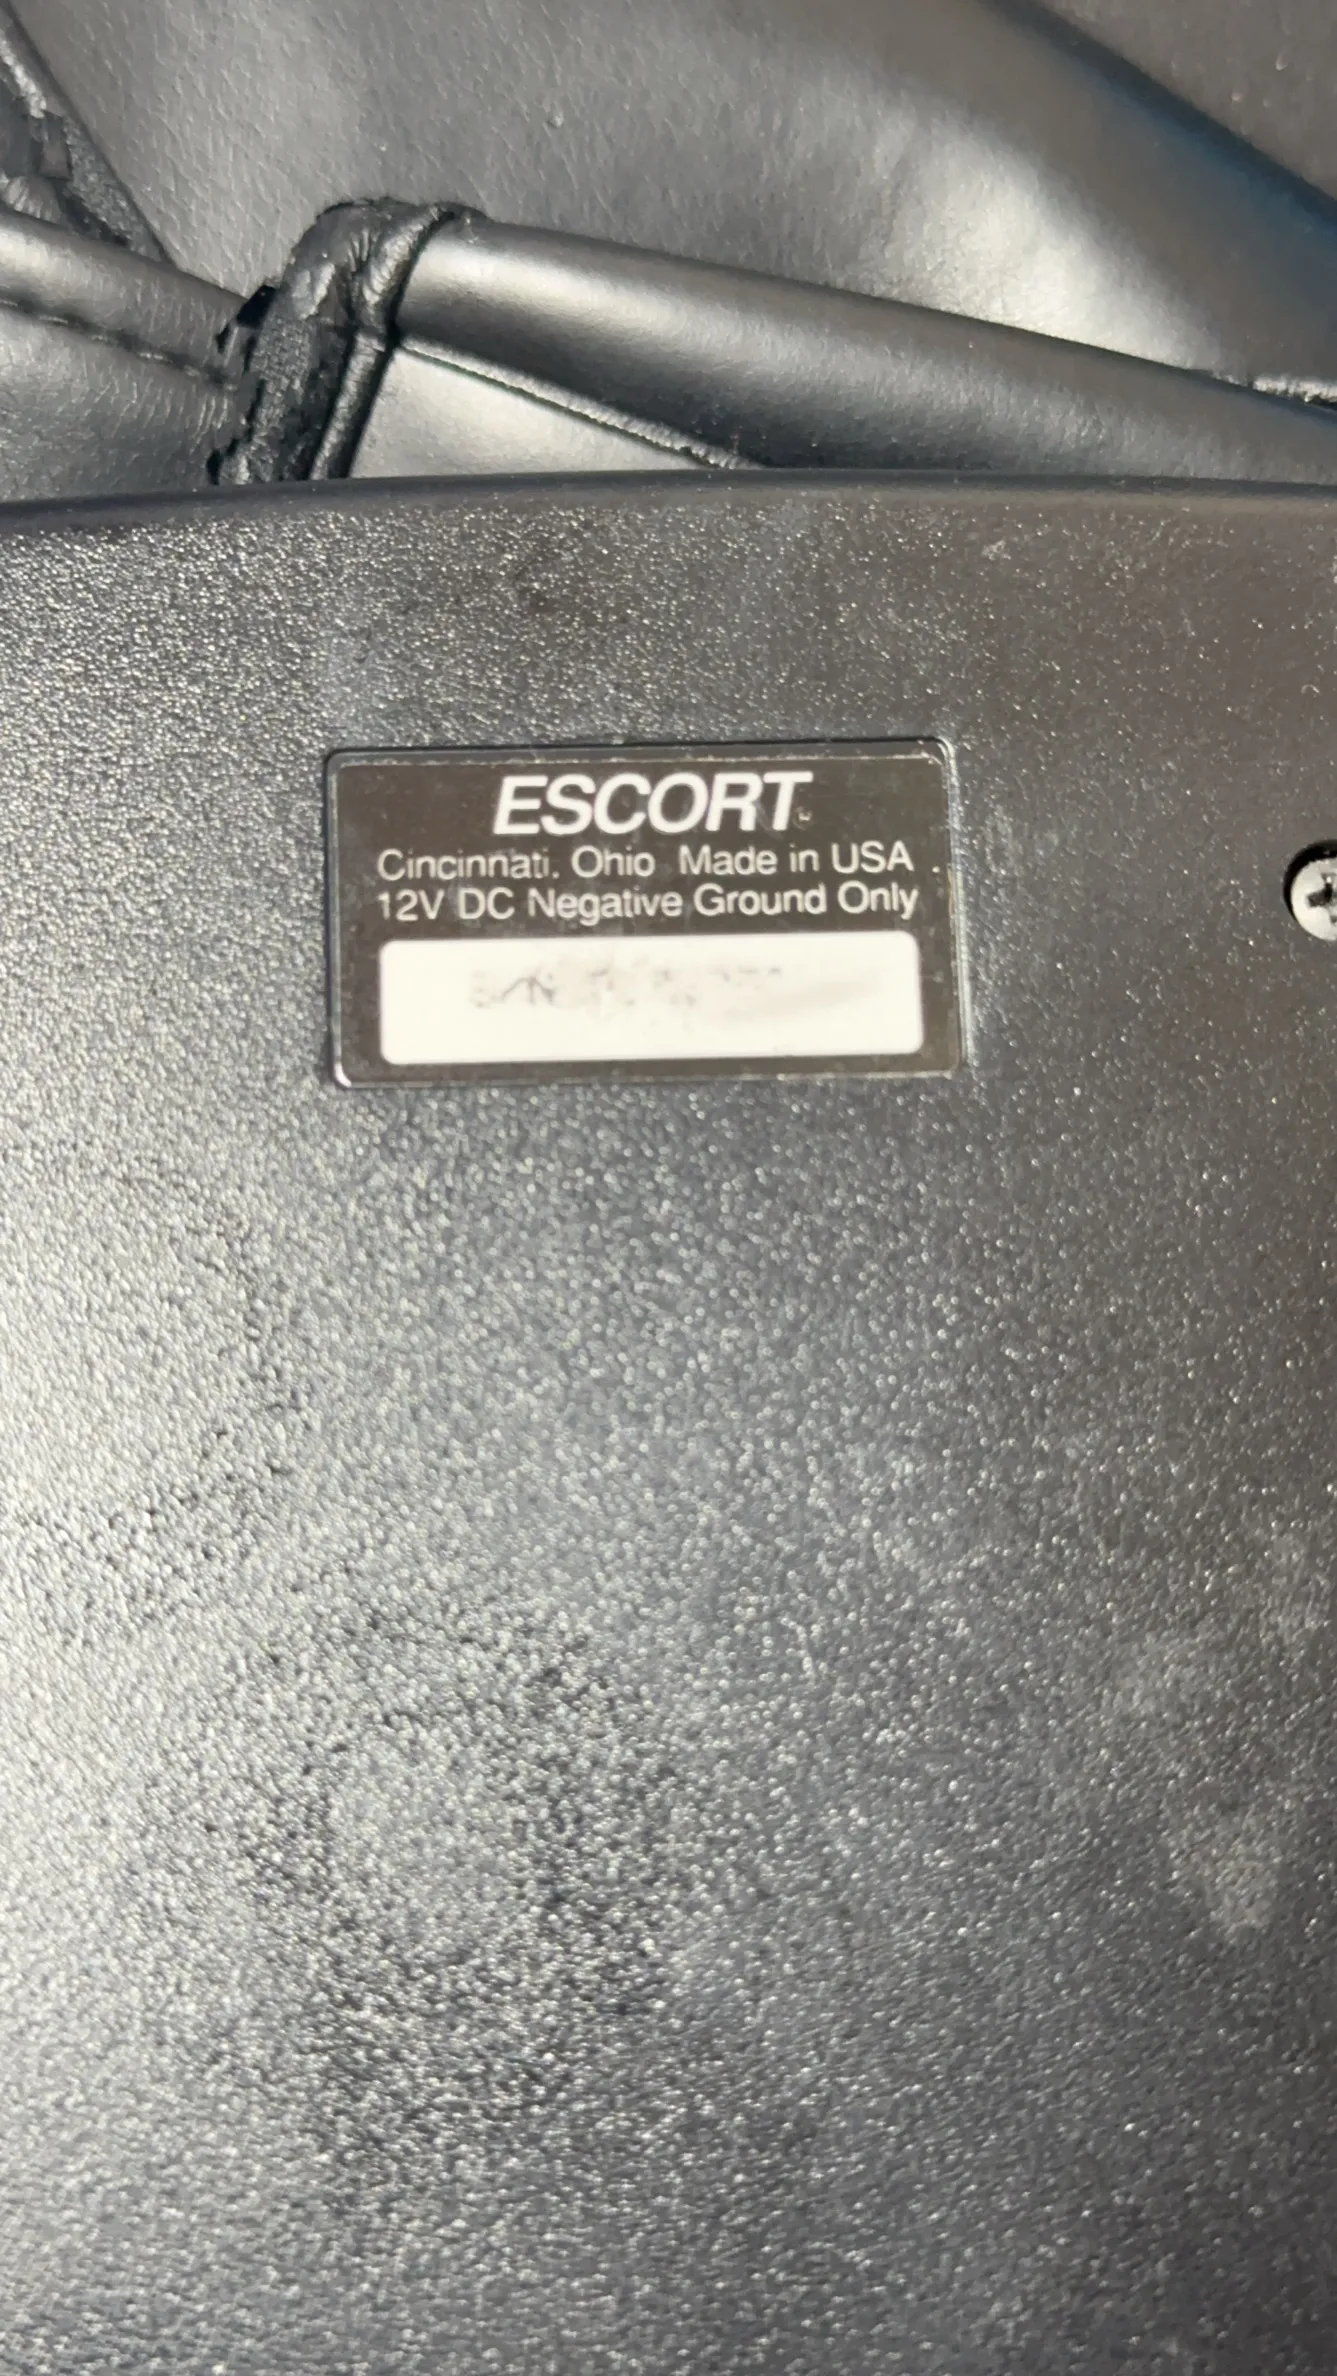 ESCORT
Cincinnati, Ohio Made in USA
12V DC Negative Ground Only
S/N